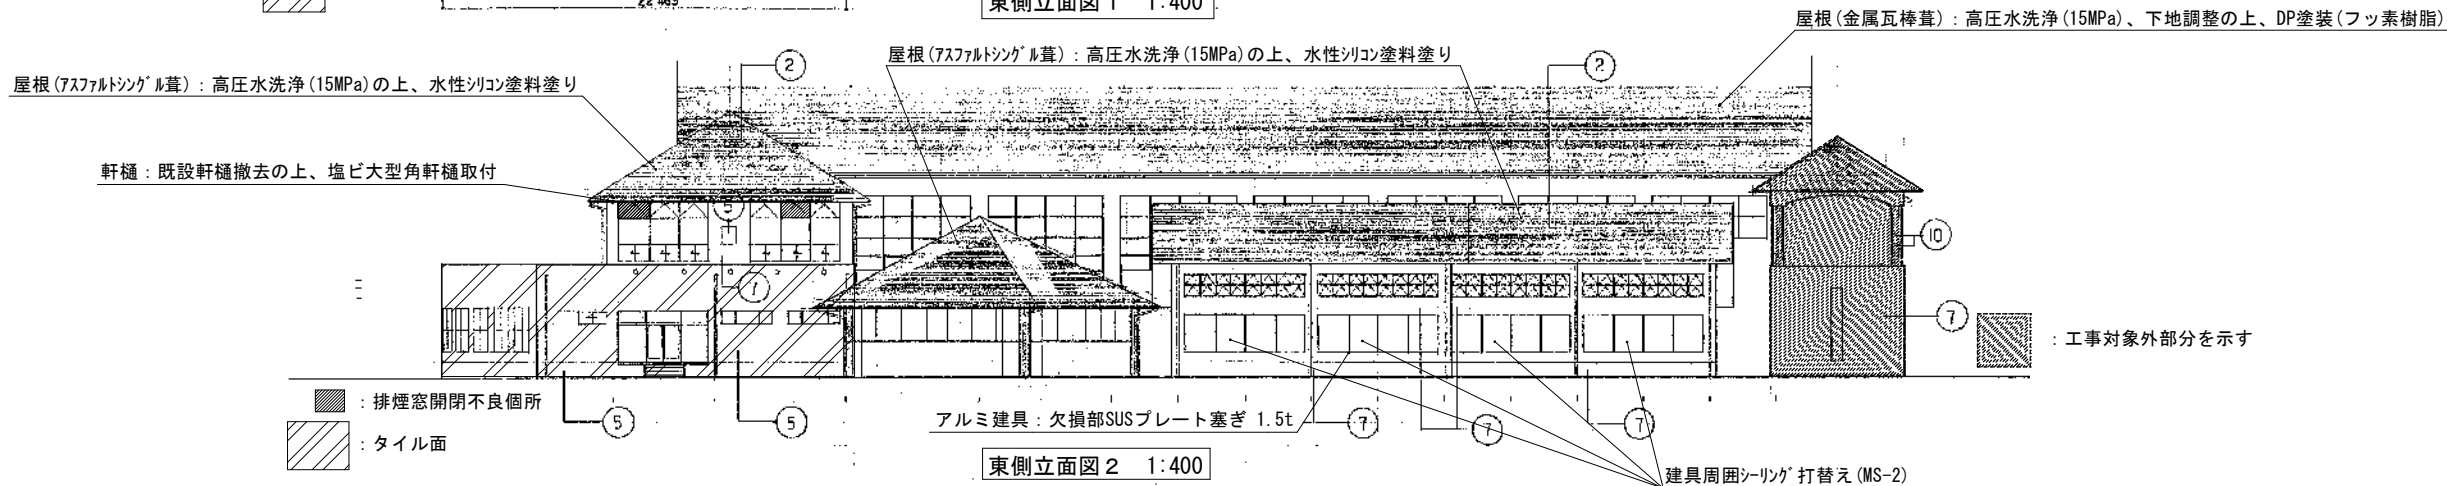 22469
東側立面図1 1:400
屋根(金属瓦棒葺):高圧水洗浄(15MPa)、下地調整の上、DP塗装(フッ素樹脂)
屋根(ｱｽﾌｧﾙﾄｼﾝｸﾞﾙ葺):高圧水洗浄(15MPa)の上、水性ｼﾘｺﾝ塗料塗り
2
2
屋根(ｱｽﾌｧﾙﾄｼﾝｸﾞﾙ葺):高圧水洗浄(15MPa)の上、水性ｼﾘｺﾝ塗料塗り
軒樋:既設軒樋撤去の上、塩ビ大型角軒樋取付
5
10
1
7
:工事対象外部分を示す
:排煙窓開閉不良個所
5
5
アルミ建具:欠損部SUSプレート塞ぎ 1.5t
7
7
7
:タイル面
東側立面図2 1:400
建具周囲ｼｰﾘﾝｸﾞ打替え(MS-2)